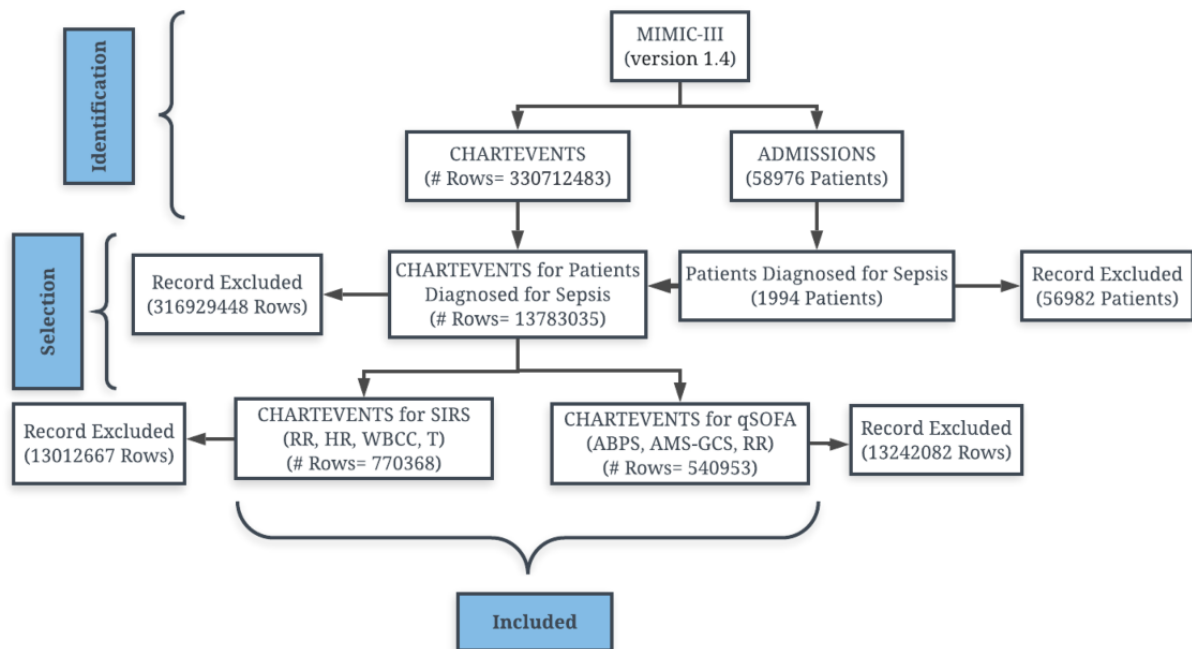 MIMIC-III
(version 1.4)
Identification
CHARTEVENTS
(# Rows= 330712483)
ADMISSIONS
(58976 Patients)
Selection
Record Excluded
(316929448 Rows)
CHARTEVENTS for Patients
Diagnosed for Sepsis
(# Rows= 13783035)
Patients Diagnosed for Sepsis
(1994 Patients)
Record Excluded
(56982 Patients)
Record Excluded
(13012667 Rows)
CHARTEVENTS for SIRS
(RR, HR, WBCC, T)
(# Rows= 770368)
CHARTEVENTS for qSOFA
(ABPS, AMS-GCS, RR)
(# Rows= 540953)
Record Excluded
(13242082 Rows)
Included